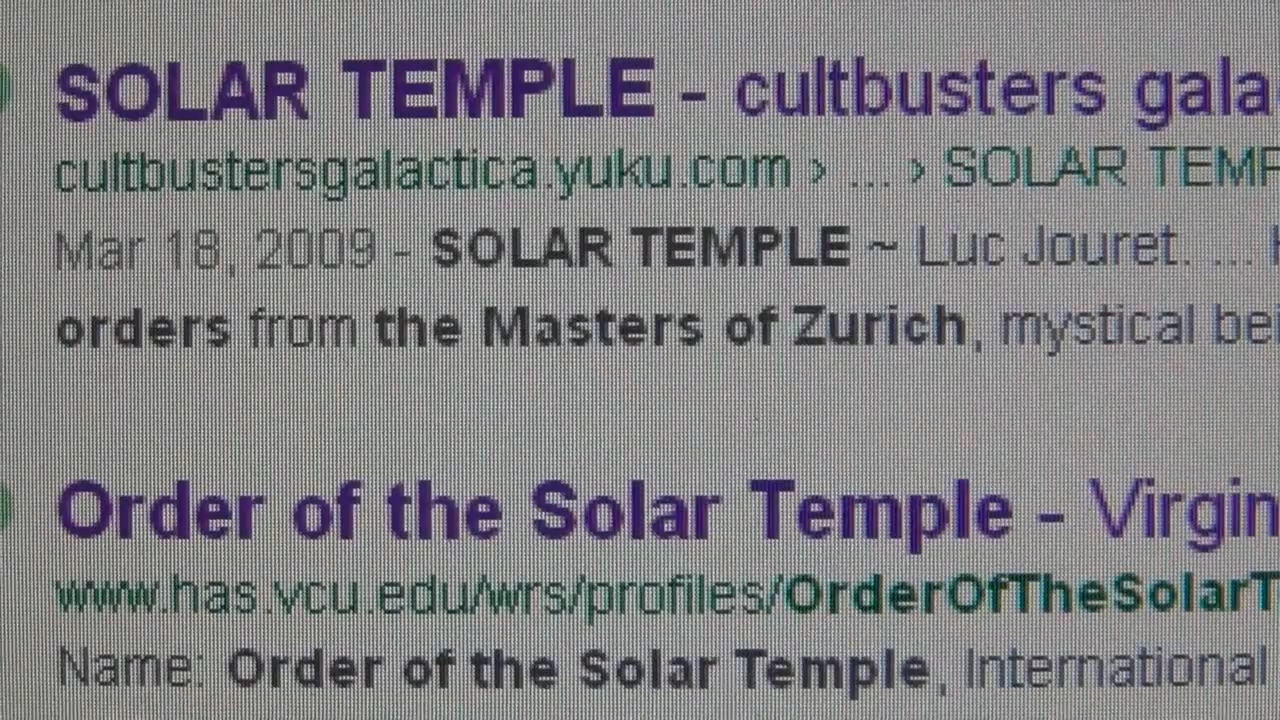 SOLAR TEMPLE - cultbusters gala
cultbustersgalactica.yuku.com › ... › SOLAR TEMP
Mar 18, 2009 - SOLAR TEMPLE ~ Luc Jouret. ...
orders from the Masters of Zurich, mystical be
Order of the Solar Temple - Virgin
www.has.vcu.edu/wrs/profiles/OrderOfTheSolarT
Name: Order of the Solar Temple, International